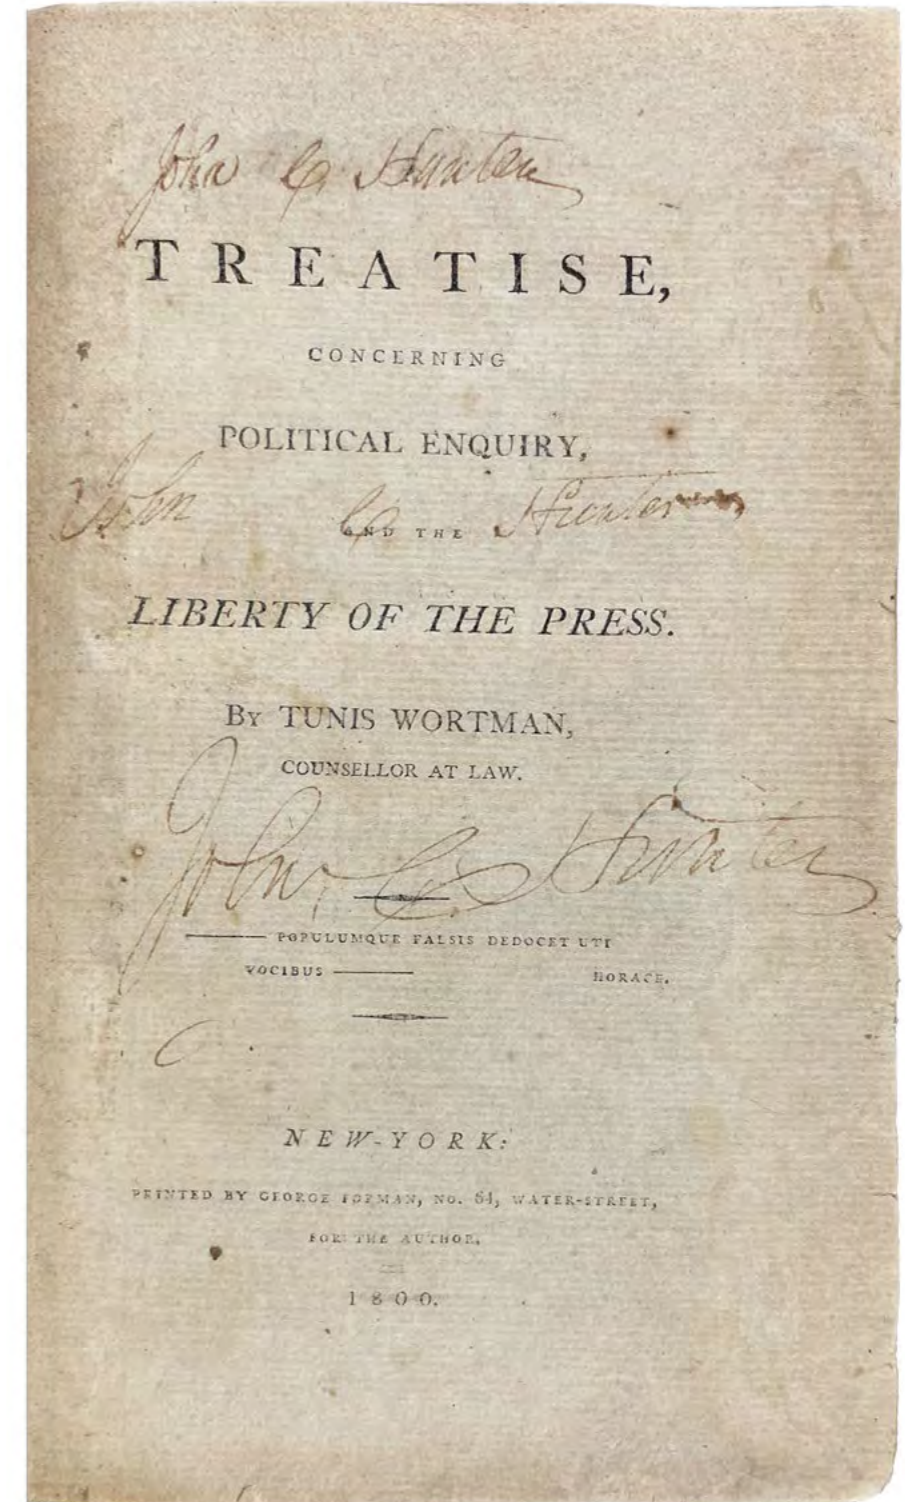 John C Hunter
TREATISE,
CONCERNING
POLITICAL ENQUIRY,
John C Hunter
AND THE
LIBERTY OF THE PRESS.
BY TUNIS WORTMAN,
COUNSELLOR AT LAW.
John C Hunter
——— POPULUMQUE FALSIS DEDOCET UTI
VOCIBUS ——— HORACE.
NEW-YORK:
PRINTED BY GEORGE FORMAN, NO. 64, WATER-STREET,
FOR THE AUTHOR.
1800.